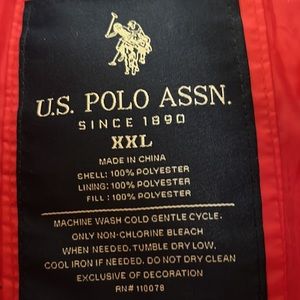 U.S. POLO ASSN.
SINCE 1890
XXL
MADE IN CHINA
SHELL: 100% POLYESTER
LINING: 100% POLYESTER
FILL: 100% POLYESTER
MACHINE WASH COLD GENTLE CYCLE.
ONLY NON-CHLORINE BLEACH
WHEN NEEDED. TUMBLE DRY LOW.
COOL IRON IF NEEDED. DO NOT DRY CLEAN
EXCLUSIVE OF DECORATION
RN# 110078